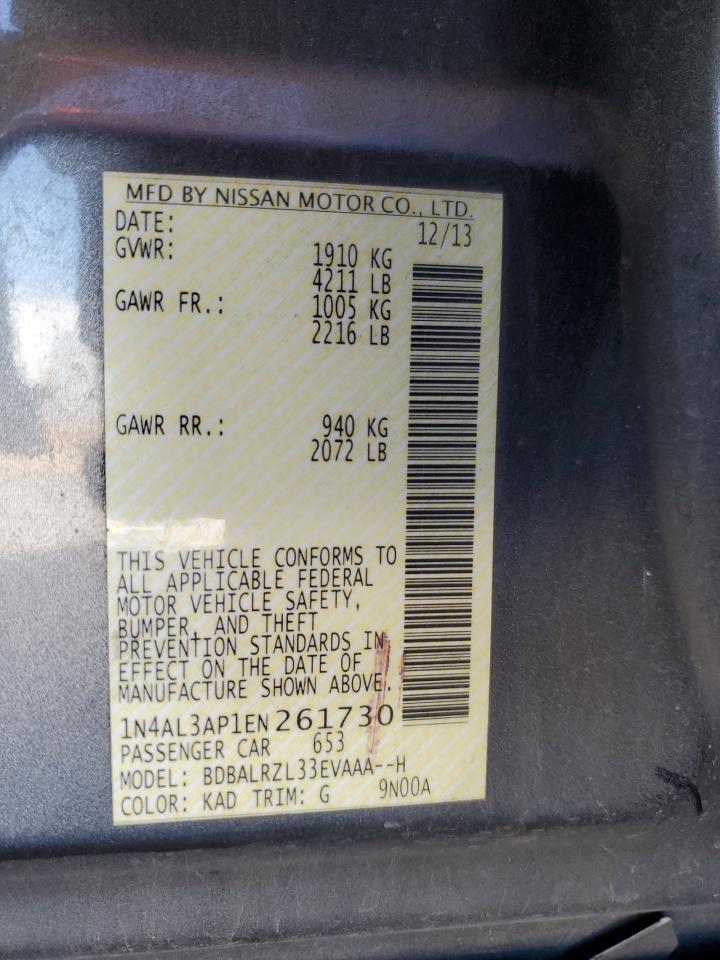 MFD BY NISSAN MOTOR CO., LTD.
DATE: 12/13
GVWR: 1910 KG
4211 LB
GAWR FR.: 1005 KG
2216 LB
GAWR RR.: 940 KG
2072 LB
THIS VEHICLE CONFORMS TO
ALL APPLICABLE FEDERAL
MOTOR VEHICLE SAFETY,
BUMPER, AND THEFT
PREVENTION STANDARDS IN
EFFECT ON THE DATE OF
MANUFACTURE SHOWN ABOVE.
1N4AL3AP1EN261730
PASSENGER CAR 653
MODEL: BDBALRZL33EVAAA--H
COLOR: KAD TRIM: G 9N00A